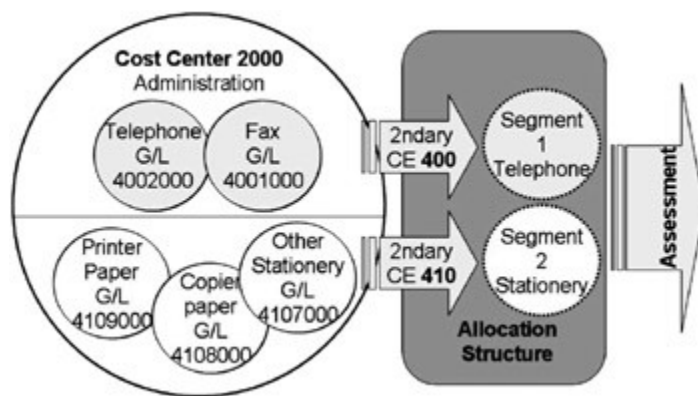 Cost Center 2000
Administration
Telephone
G/L
4002000
Fax
G/L
4001000
2ndary
CE 400
Segment
1
Telephone
Printer
Paper
G/L
4109000
Copier
paper
G/L
4108000
Other
Stationery
G/L
4107000
2ndary
CE 410
Segment
2
Stationery
Allocation
Structure
Assessment